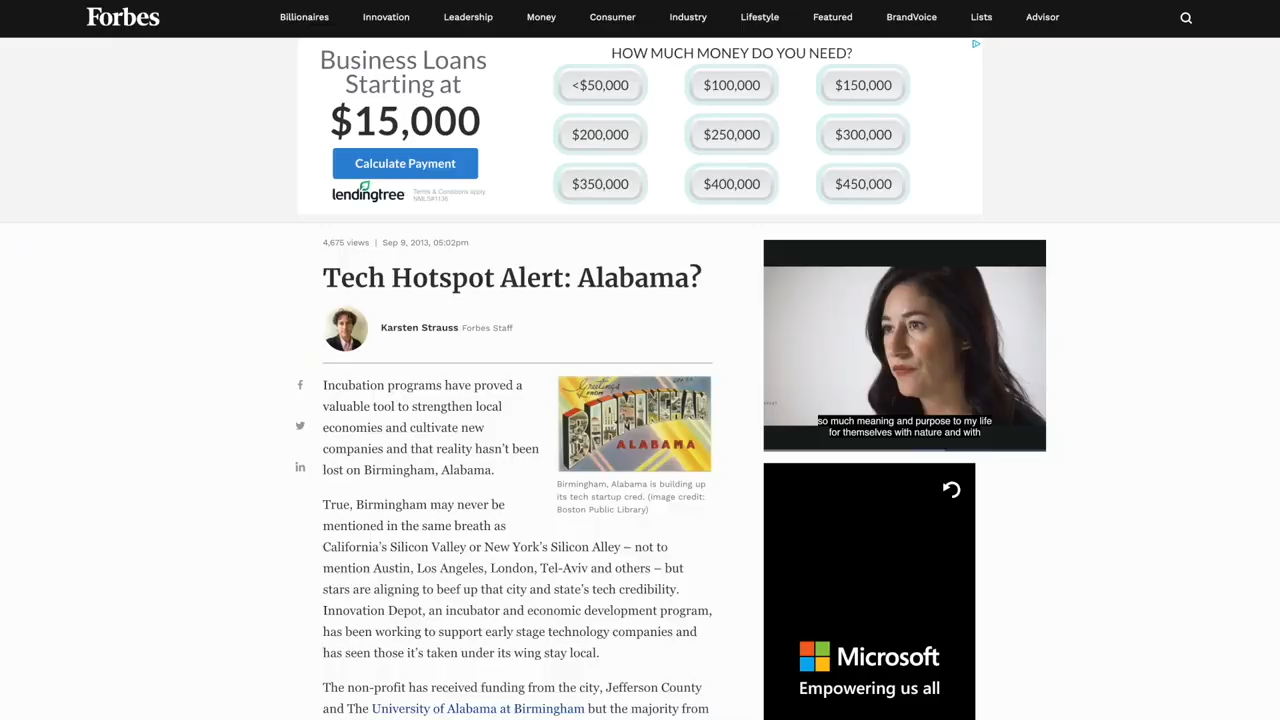 Forbes
Billionaires
Innovation
Leadership
Money
Consumer
Industry
Lifestyle
Featured
BrandVoice
Lists
Advisor
Business Loans
Starting at
$15,000
Calculate Payment
lendingtree
Terms & Conditions apply.
NMLS#1136
HOW MUCH MONEY DO YOU NEED?
<$50,000
$100,000
$150,000
$200,000
$250,000
$300,000
$350,000
$400,000
$450,000
4,675 views | Sep 9, 2013, 05:02pm
Tech Hotspot Alert: Alabama?
Karsten Strauss Forbes Staff
Incubation programs have proved a
valuable tool to strengthen local
economies and cultivate new
companies and that reality hasn't been
lost on Birmingham, Alabama.
Greetings
from
BIRMINGHAM
ALABAMA
Birmingham, Alabama is building up
its tech startup cred. (image credit:
Boston Public Library)
True, Birmingham may never be
mentioned in the same breath as
California's Silicon Valley or New York's Silicon Alley – not to
mention Austin, Los Angeles, London, Tel-Aviv and others – but
stars are aligning to beef up that city and state's tech credibility.
Innovation Depot, an incubator and economic development program,
has been working to support early stage technology companies and
has seen those it's taken under its wing stay local.
The non-profit has received funding from the city, Jefferson County
and The University of Alabama at Birmingham but the majority from
so much meaning and purpose to my life
for themselves with nature and with
Microsoft
Empowering us all